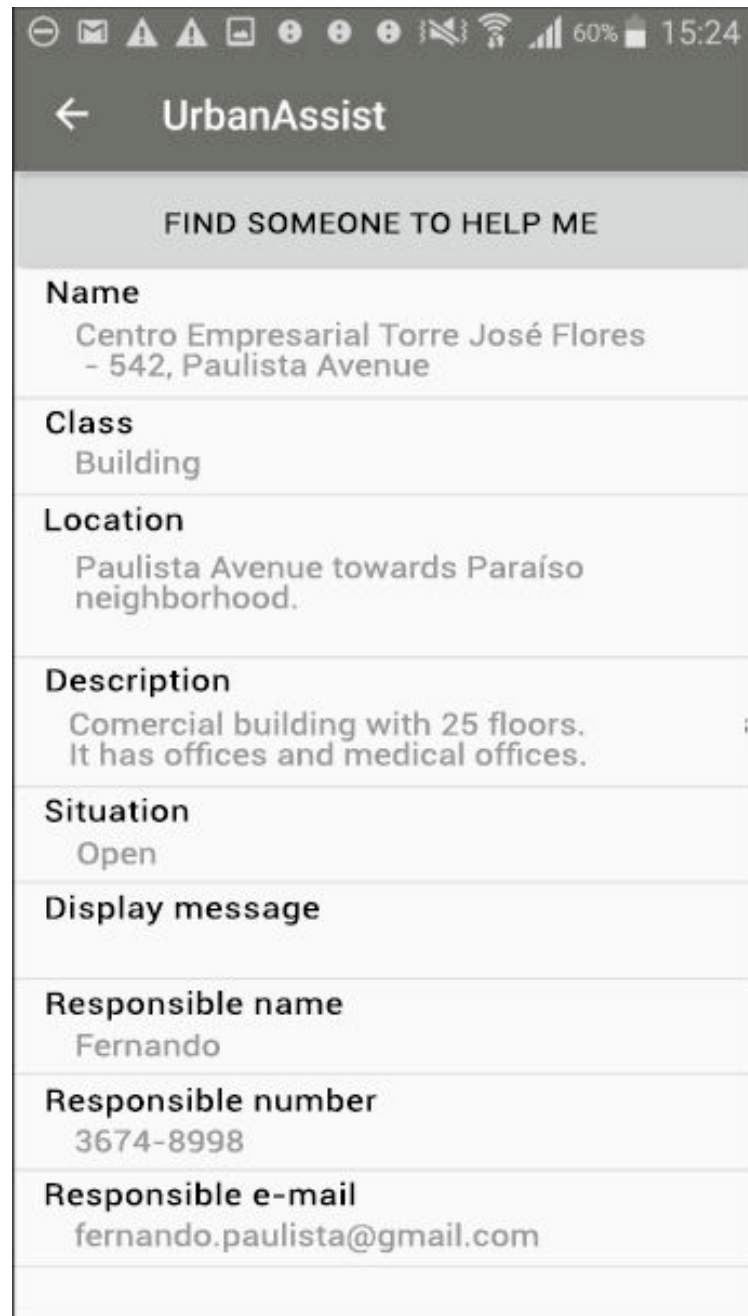 60% 15:24
UrbanAssist
FIND SOMEONE TO HELP ME
Name
Centro Empresarial Torre José Flores
- 542, Paulista Avenue
Class
Building
Location
Paulista Avenue towards Paraíso
neighborhood.
Description
Comercial building with 25 floors.
It has offices and medical offices.
Situation
Open
Display message
Responsible name
Fernando
Responsible number
3674-8998
Responsible e-mail
fernando.paulista@gmail.com